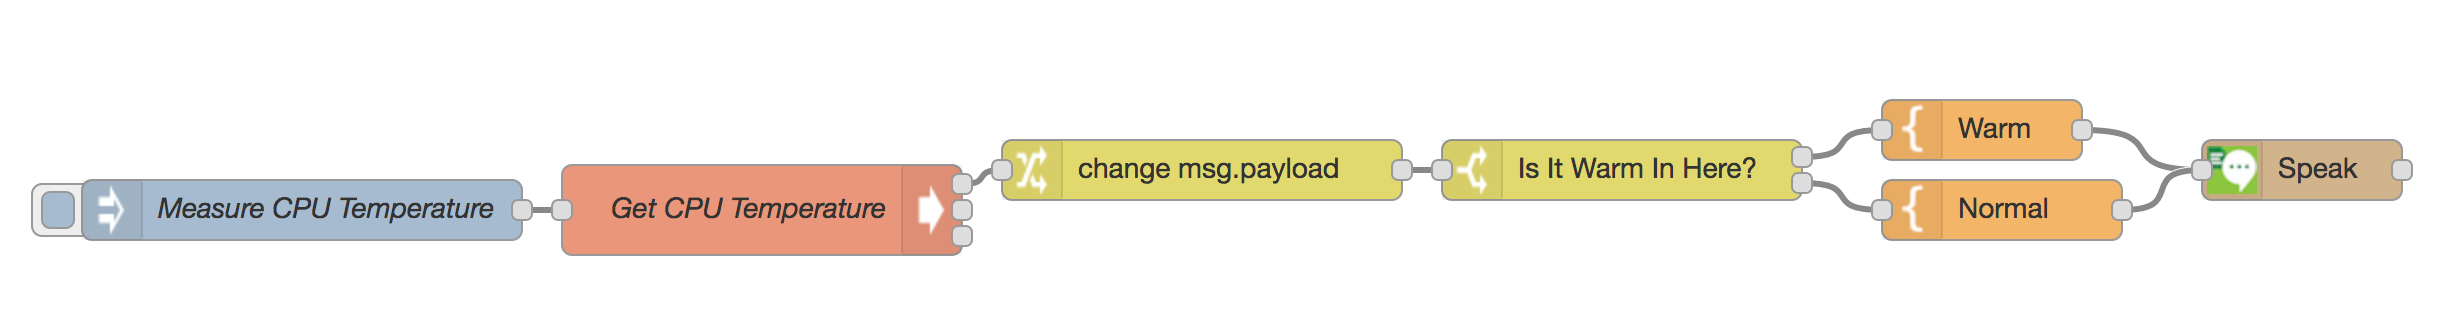 Measure CPU Temperature
Get CPU Temperature
change msg.payload
Is It Warm In Here?
Warm
Normal
Speak